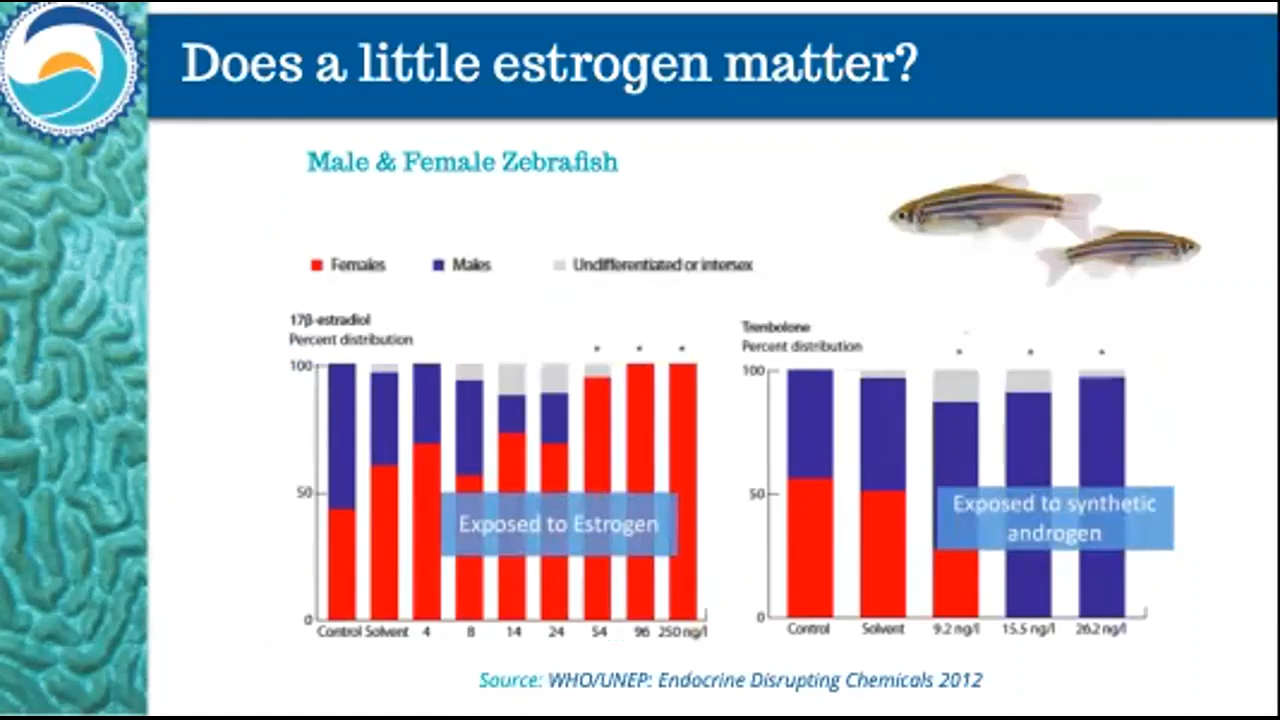 Does a little estrogen matter?
Male & Female Zebrafish
Females
Males
Undifferentiated or intersex
17β-estradiol
Percent distribution
* * *
100
50
0
Exposed to Estrogen
Control Solvent 4 8 14 24 54 96 250 ng/l
Trenbolone
Percent distribution
* * *
100
50
0
Exposed to synthetic
androgen
Control Solvent 9.2 ng/l 15.5 ng/l 26.2 ng/l
Source: WHO/UNEP: Endocrine Disrupting Chemicals 2012